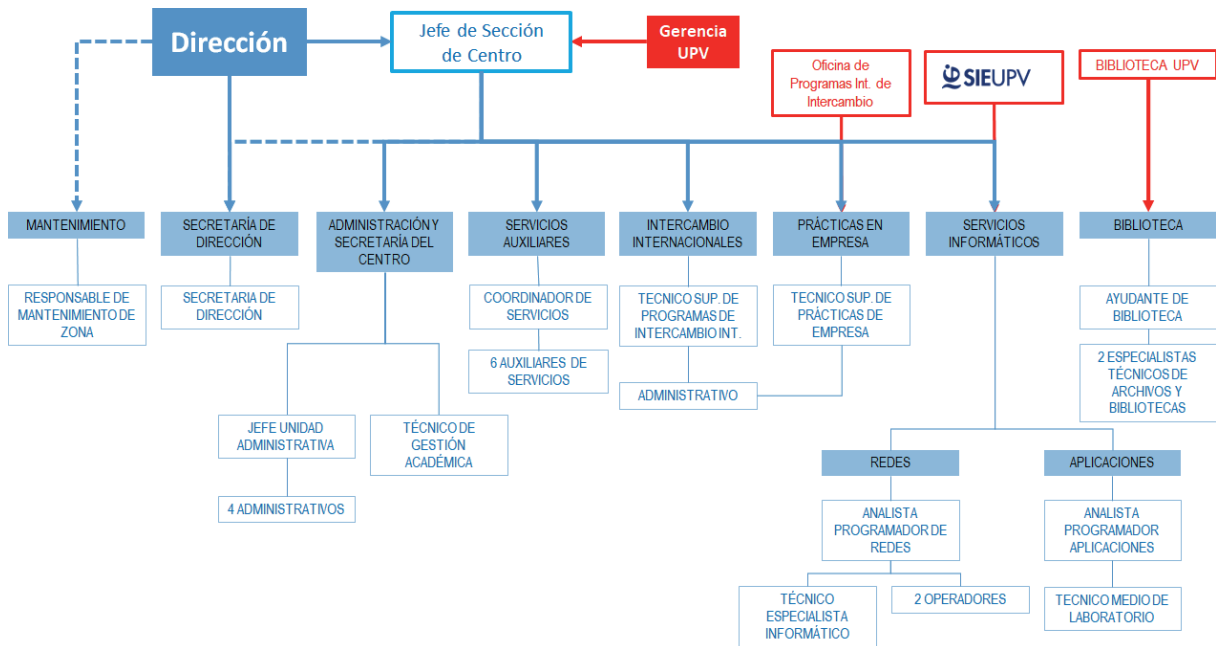 Dirección
Jefe de Sección
de Centro
Gerencia
UPV
Oficina de
Programas Int. de
Intercambio
SIEUPV
BIBLIOTECA UPV
MANTENIMIENTO
SECRETARÍA DE
DIRECCIÓN
ADMINISTRACIÓN Y
SECRETARÍA DEL
CENTRO
SERVICIOS
AUXILIARES
INTERCAMBIO
INTERNACIONALES
PRÁCTICAS EN
EMPRESA
SERVICIOS
INFORMÁTICOS
BIBLIOTECA
RESPONSABLE DE
MANTENIMIENTO DE
ZONA
SECRETARIA DE
DIRECCIÓN
COORDINADOR DE
SERVICIOS
TECNICO SUP. DE
PROGRAMAS DE
INTERCAMBIO INT.
TECNICO SUP. DE
PRÁCTICAS DE
EMPRESA
AYUDANTE DE
BIBLIOTECA
6 AUXILIARES DE
SERVICIOS
ADMINISTRATIVO
2 ESPECIALISTAS
TÉCNICOS DE
ARCHIVOS Y
BIBLIOTECAS
JEFE UNIDAD
ADMINISTRATIVA
TÉCNICO DE
GESTIÓN
ACADÉMICA
4 ADMINISTRATIVOS
REDES
APLICACIONES
ANALISTA
PROGRAMADOR DE
REDES
ANALISTA
PROGRAMADOR
APLICACIONES
TÉCNICO
ESPECIALISTA
INFORMÁTICO
2 OPERADORES
TECNICO MEDIO DE
LABORATORIO